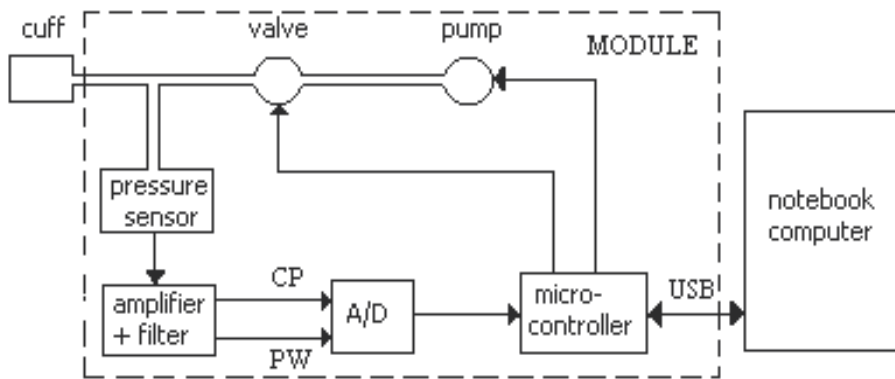 cuff
valve
pump
MODULE
pressure
sensor
notebook
computer
CP
amplifier
+ filter
A/D
micro-
controller
USB
PW